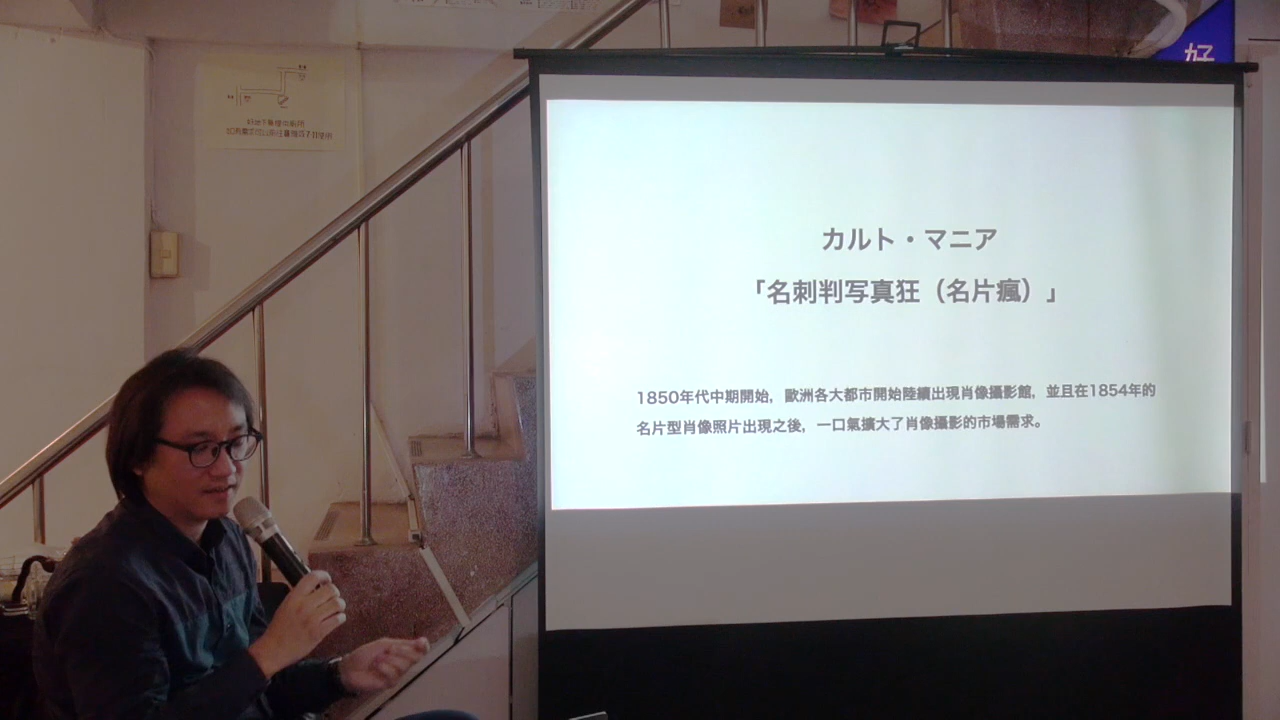 好
カルト・マニア
「名刺判写真狂（名片瘋）」
1850年代中期開始，歐洲各大都市開始陸續出現肖像攝影館，並且在1854年的
名片型肖像照片出現之後，一口氣擴大了肖像攝影的市場需求。